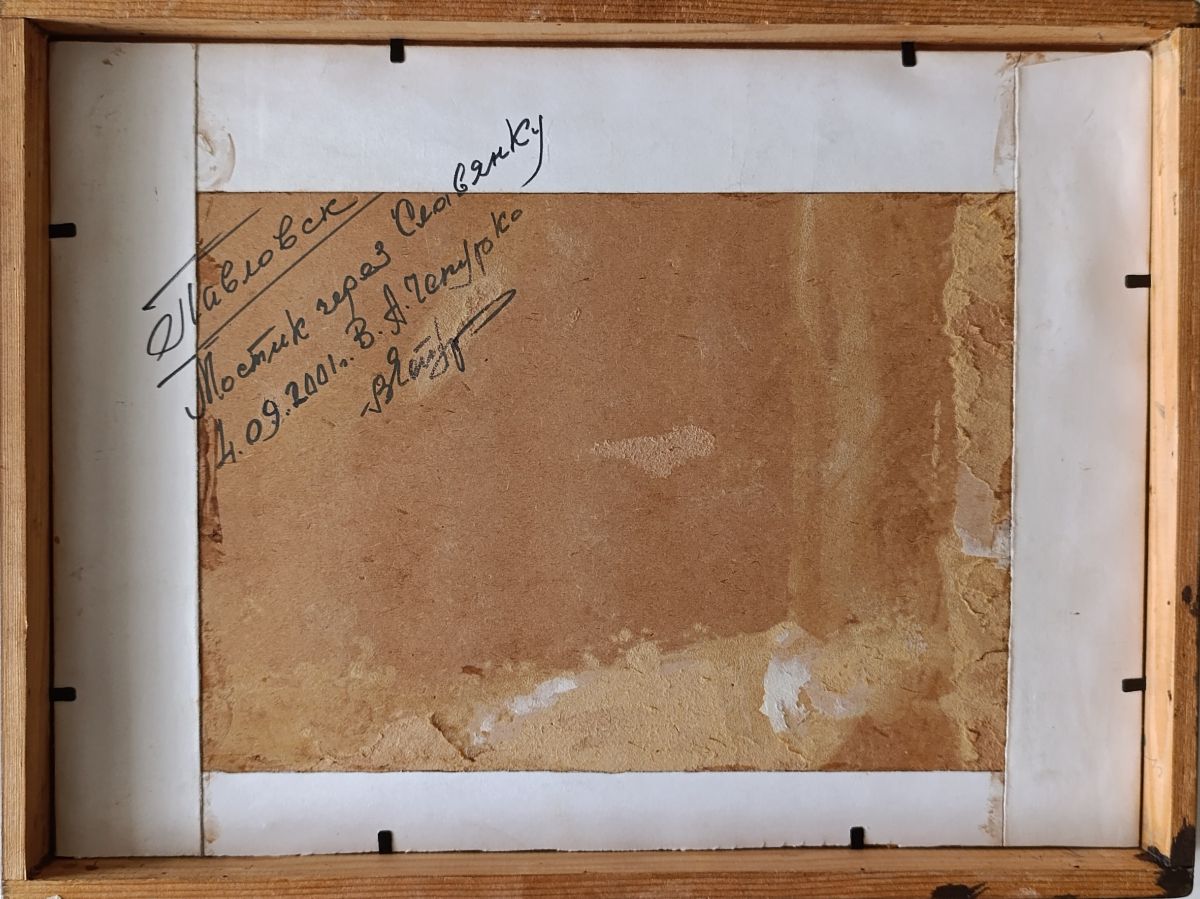 Павловск
Мостик через Славянку
4.09.2001г. В. А. Чепурко